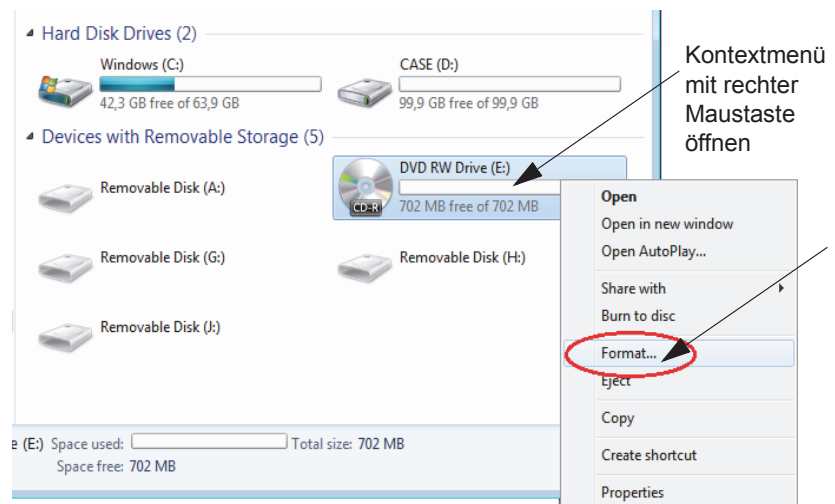 Hard Disk Drives (2)
Windows (C:)
42,3 GB free of 63,9 GB
CASE (D:)
99,9 GB free of 99,9 GB
Kontextmenü
mit rechter
Maustaste
öffnen
Devices with Removable Storage (5)
Removable Disk (A:)
DVD RW Drive (E:)
CD-R
702 MB free of 702 MB
Removable Disk (G:)
Removable Disk (H:)
Removable Disk (J:)
Open
Open in new window
Open AutoPlay...
Share with
Burn to disc
Format...
Eject
Copy
Create shortcut
Properties
e (E:) Space used: Total size: 702 MB
Space free: 702 MB